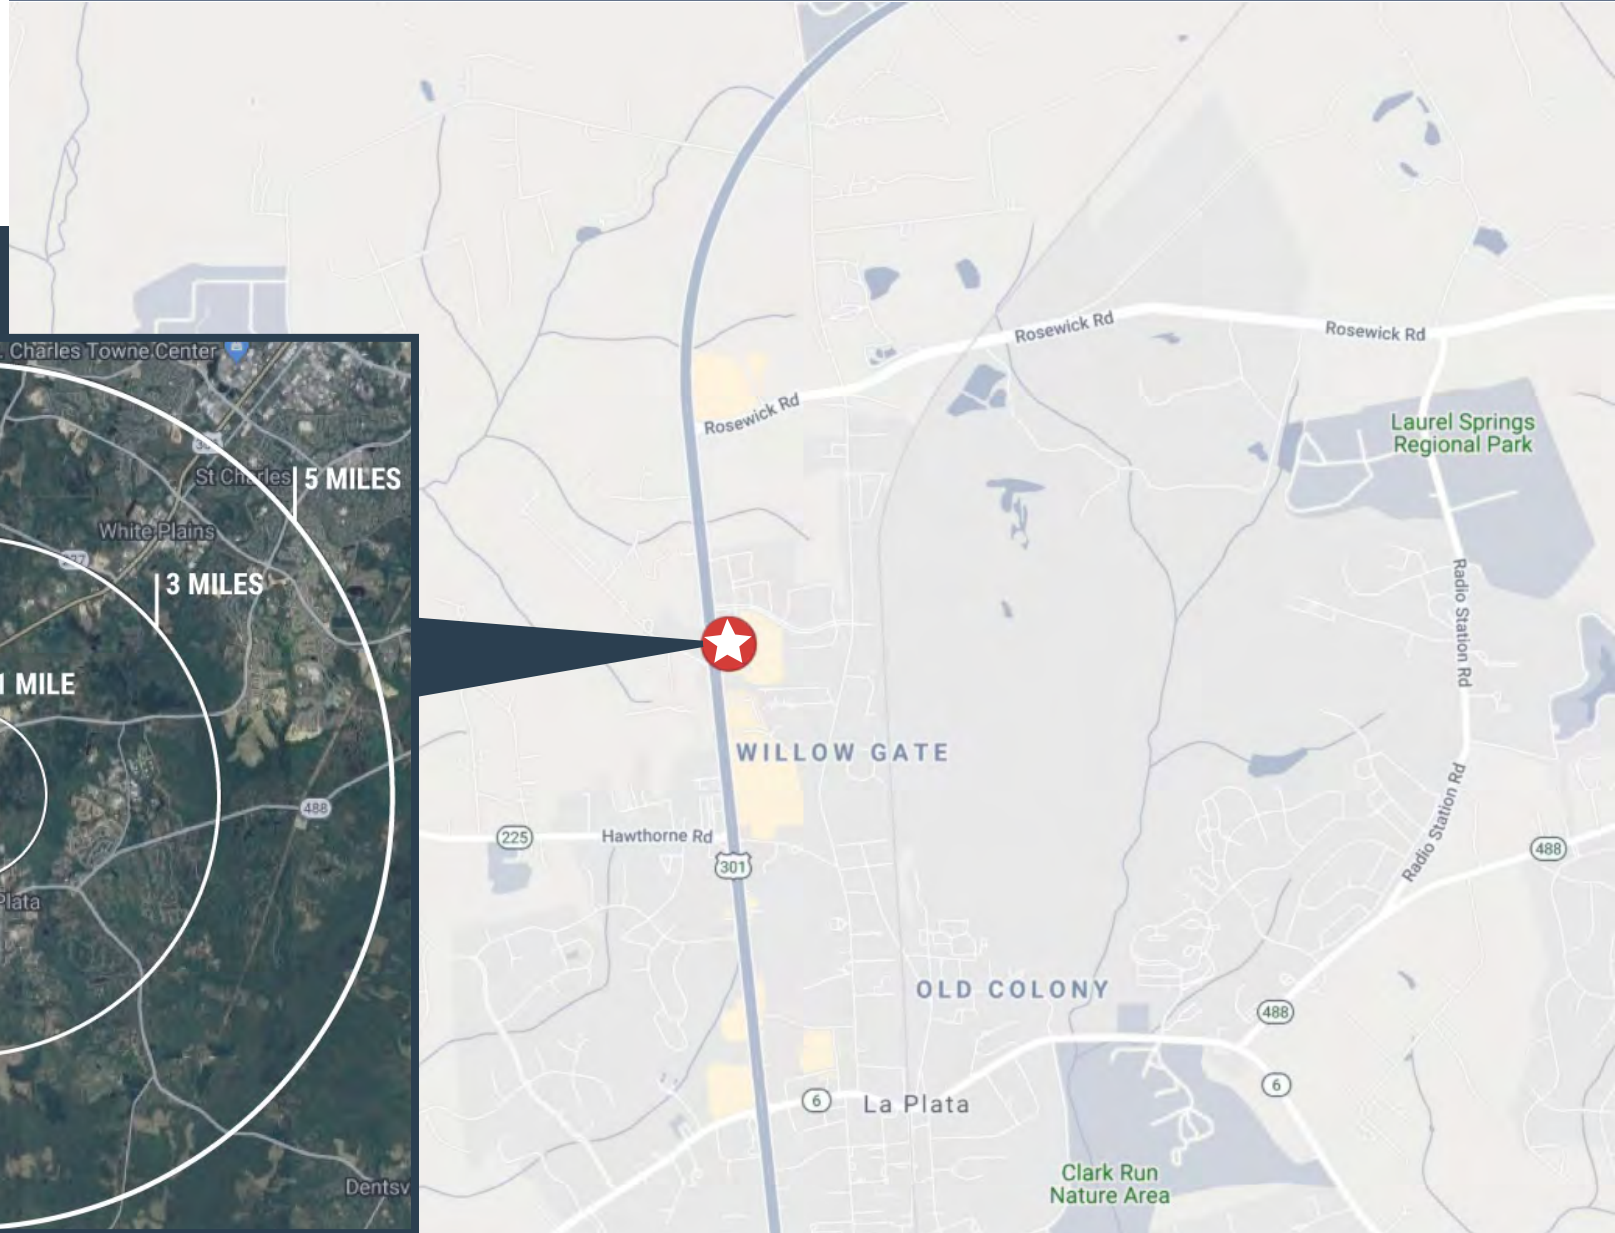 Rosewick Rd
Rosewick Rd
Rosewick Rd
Laurel Springs
Regional Park
Charles Towne Center
St Charles
5 MILES
White Plains
3 MILES
1 MILE
488
Plata
Dentsv
Radio Station Rd
WILLOW GATE
225
Hawthorne Rd
301
Radio Station Rd
488
OLD COLONY
488
6
6
La Plata
Clark Run
Nature Area